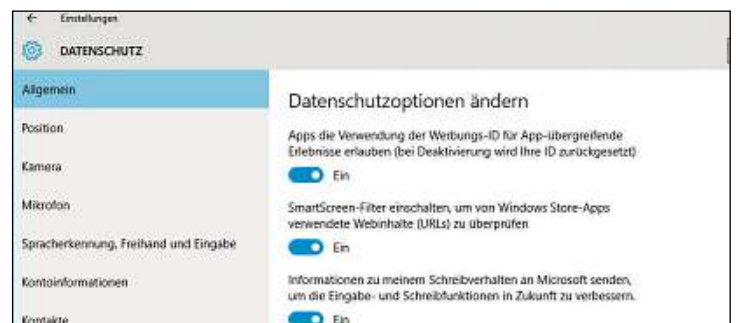 ← Einstellungen
DATENSCHUTZ
Allgemein
Position
Kamera
Mikrofon
Spracherkennung, Freihand und Eingabe
Kontoinformationen
Kontakte
Datenschutzoptionen ändern
Apps die Verwendung der Werbungs-ID für App-übergreifende
Erlebnisse erlauben (bei Deaktivierung wird Ihre ID zurückgesetzt)
Ein
SmartScreen-Filter einschalten, um von Windows Store-Apps
verwendete Webinhalte (URLs) zu überprüfen
Ein
Informationen zu meinem Schreibverhalten an Microsoft senden,
um die Eingabe- und Schreibfunktionen in Zukunft zu verbessern.
Ein